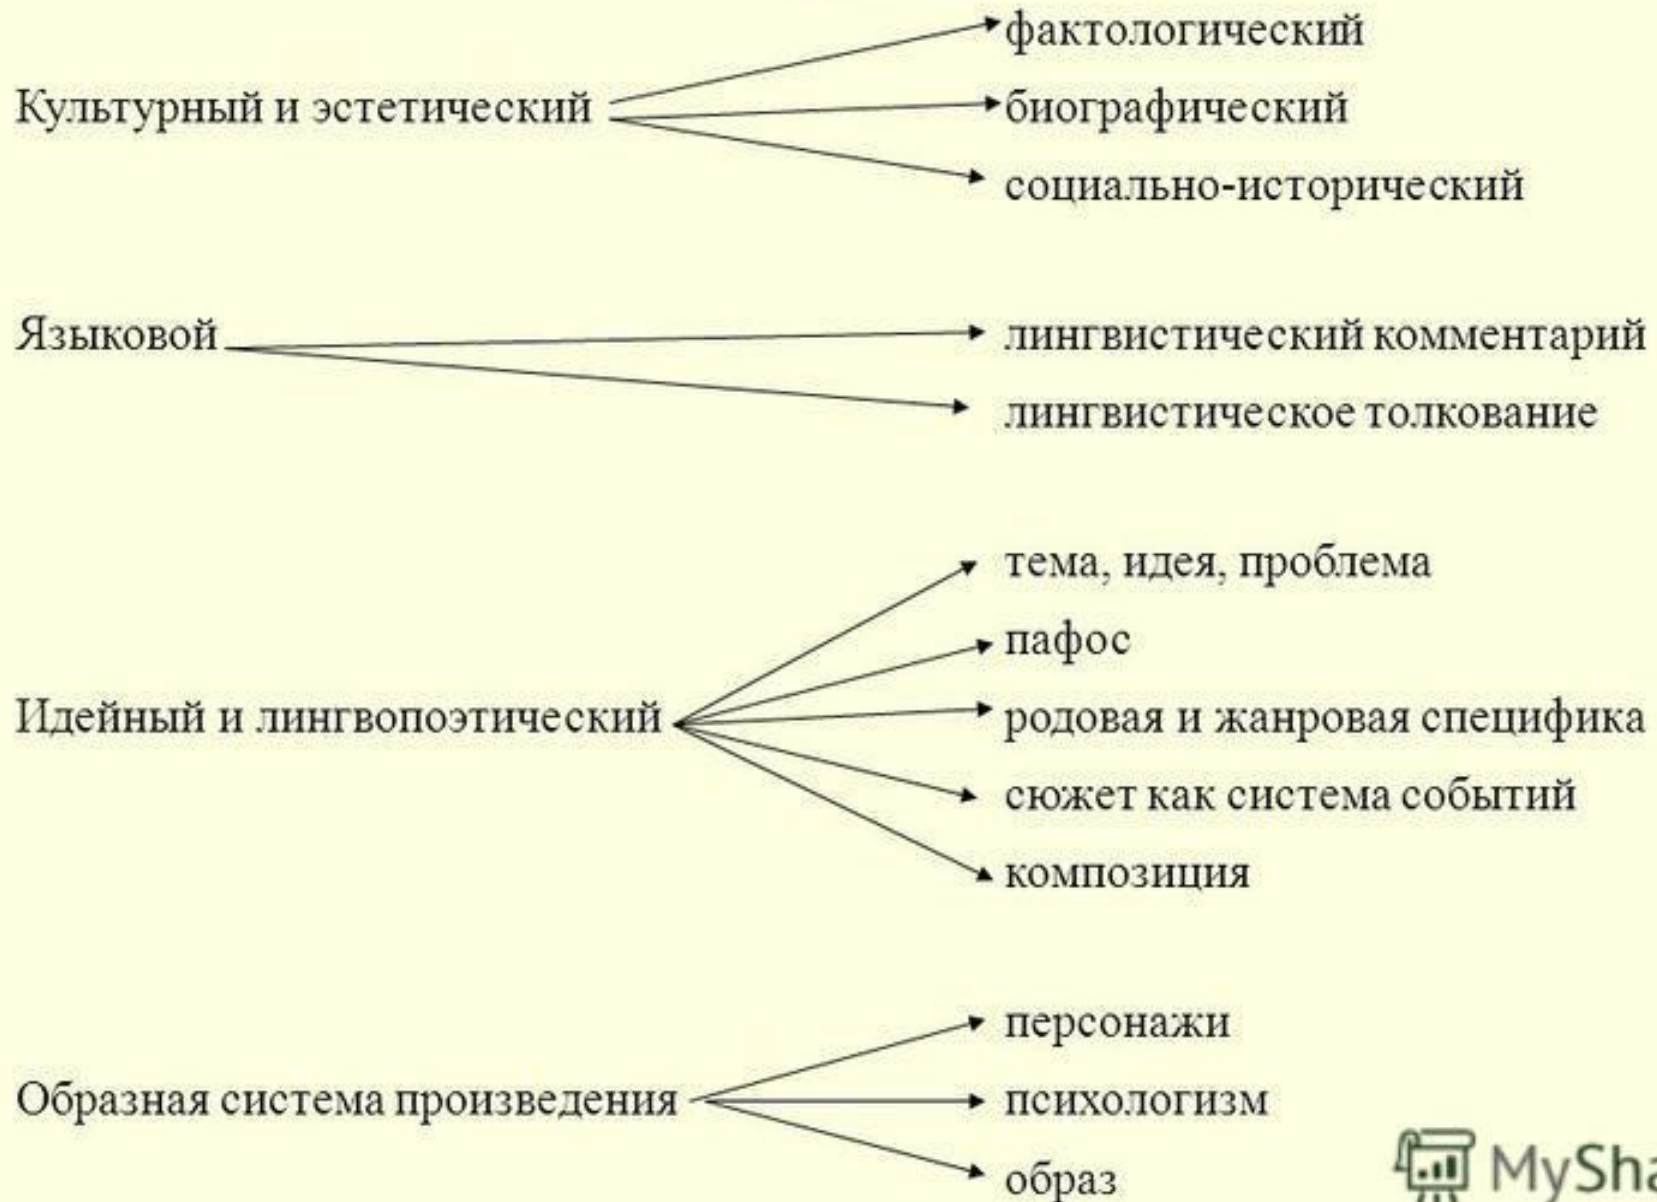 фактологический
Культурный и эстетический
биографический
социально-исторический
Языковой
лингвистический комментарий
лингвистическое толкование
тема, идея, проблема
пафос
Идейный и лингвопоэтический
родовая и жанровая специфика
сюжет как система событий
композиция
персонажи
Образная система произведения
психологизм
образ
MySha